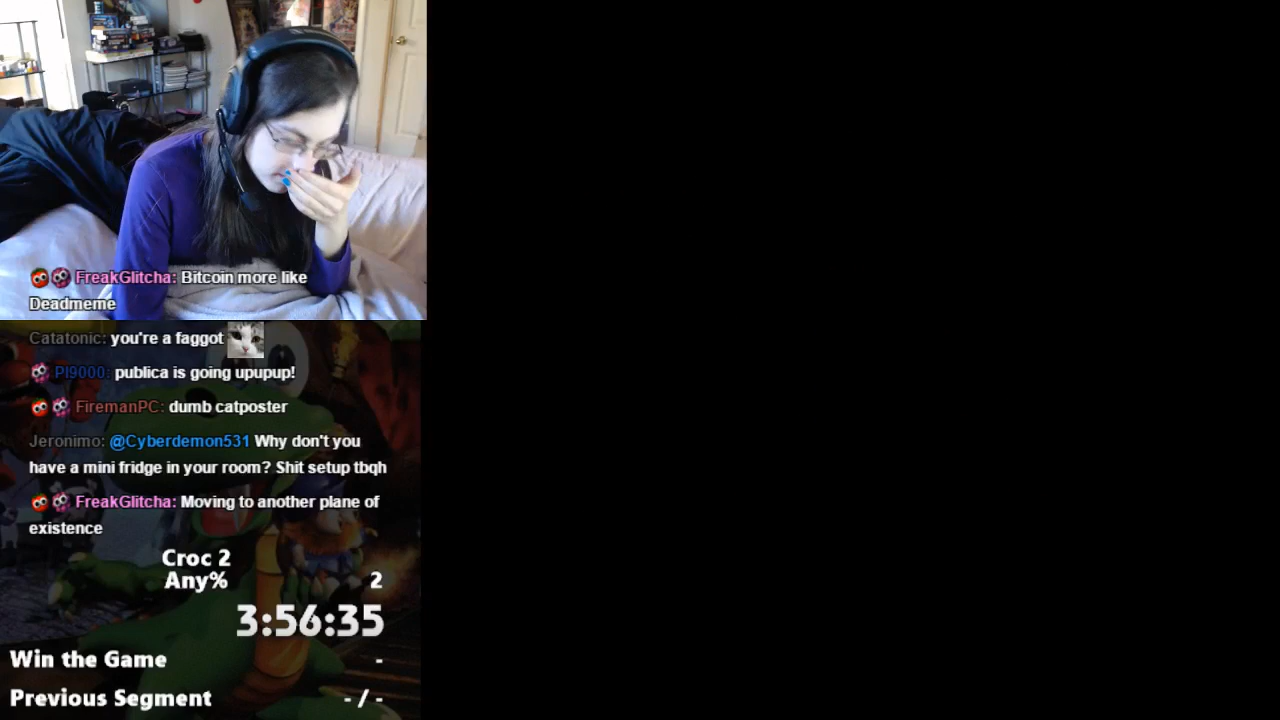 FreakGlitcha: Bitcoin more like
Deadmeme
Catatonic: you're a faggot
PI9000: publica is going upupup!
FiremanPC: dumb catposter
Jeronimo: @Cyberdemon531 Why don't you
have a mini fridge in your room? Shit setup tbqh
FreakGlitcha: Moving to another plane of
existence
Croc 2
Any% 2
3:56:35
Win the Game -
Previous Segment - / -